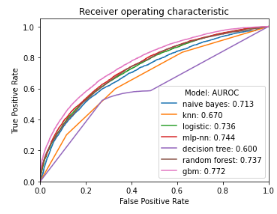 Receiver operating characteristic
True Positive Rate
1.0
0.8
0.6
0.4
0.2
0.0
Model: AUROC
naive bayes: 0.713
knn: 0.670
logistic: 0.736
mlp-nn: 0.744
decision tree: 0.600
random forest: 0.737
gbm: 0.772
0.0 0.2 0.4 0.6 0.8 1.0
False Positive Rate